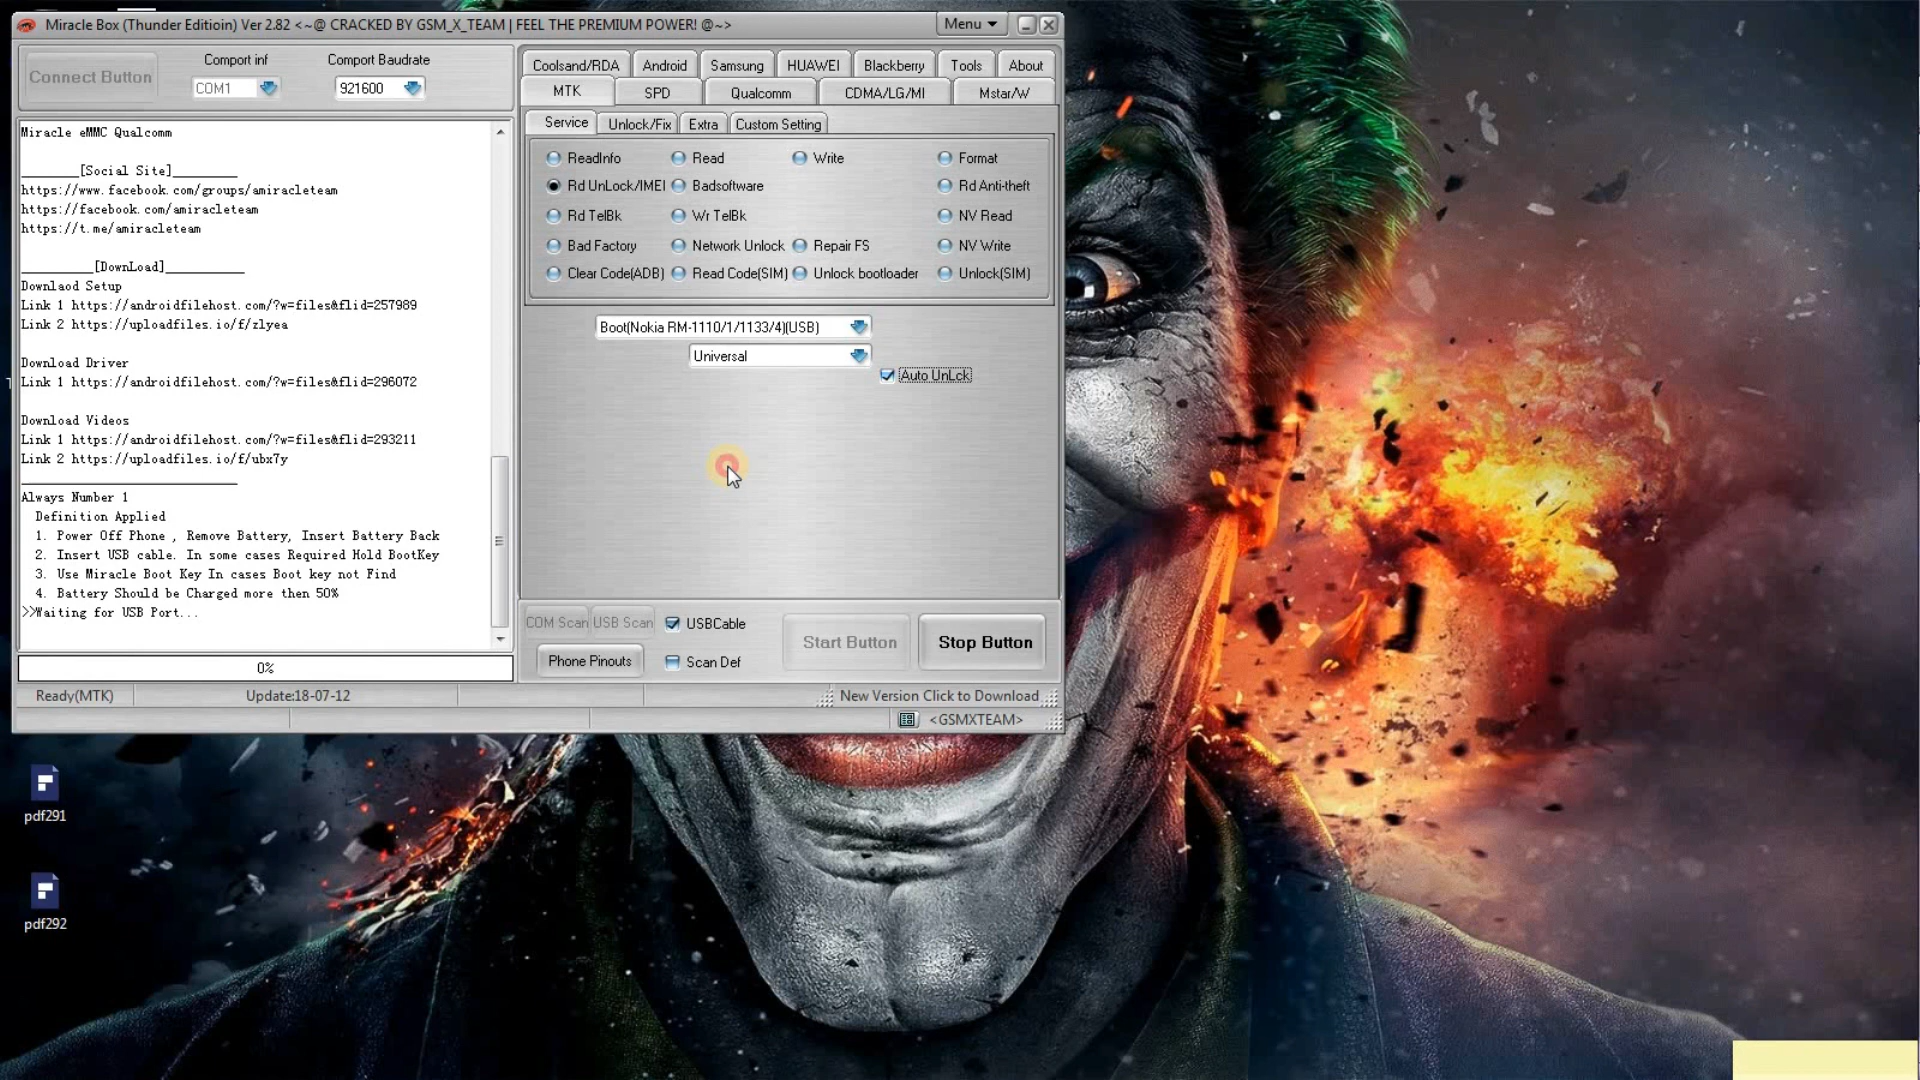 Miracle Box (Thunder Editioin) Ver 2.82 <~@ CRACKED BY GSM_X_TEAM | FEEL THE PREMIUM POWER! @~>
Menu
Connect Button
Comport inf
COM1
Comport Baudrate
921600
Miracle eMMC Qualcomm
________[Social Site]_________
https://www.facebook.com/groups/amiracleteam
https://facebook.com/amiracleteam
https://t.me/amiracleteam
__________[DownLoad]___________
Downlaod Setup
Link 1 https://androidfilehost.com/?w=files&flid=257989
Link 2 https://uploadfiles.io/f/zlyea
Download Driver
Link 1 https://androidfilehost.com/?w=files&flid=296072
Download Videos
Link 1 https://androidfilehost.com/?w=files&flid=293211
Link 2 https://uploadfiles.io/f/ubx7y
______________________________
Always Number 1
Definition Applied
1. Power Off Phone , Remove Battery, Insert Battery Back
2. Insert USB cable. In some cases Required Hold BootKey
3. Use Miracle Boot Key In cases Boot key not Find
4. Battery Should be Charged more then 50%
>>Waiting for USB Port...
0%
Coolsand/RDA Android Samsung HUAWEI Blackberry Tools About
MTK SPD Qualcomm CDMA/LG/MI Mstar/W
Service Unlock/Fix Extra Custom Setting
ReadInfo Read Write Format
Rd UnLock/IMEI Badsoftware Rd Anti-theft
Rd TelBk Wr TelBk NV Read
Bad Factory Network Unlock Repair FS NV Write
Clear Code(ADB) Read Code(SIM) Unlock bootloader Unlock(SIM)
Boot(Nokia RM-1110/1/1133/4)(USB)
Universal
Auto UnLck
COM Scan USB Scan USBCable
Phone Pinouts Scan Def
Start Button Stop Button
Ready(MTK) Update:18-07-12 New Version Click to Download
<GSMXTEAM>
pdf291
pdf292